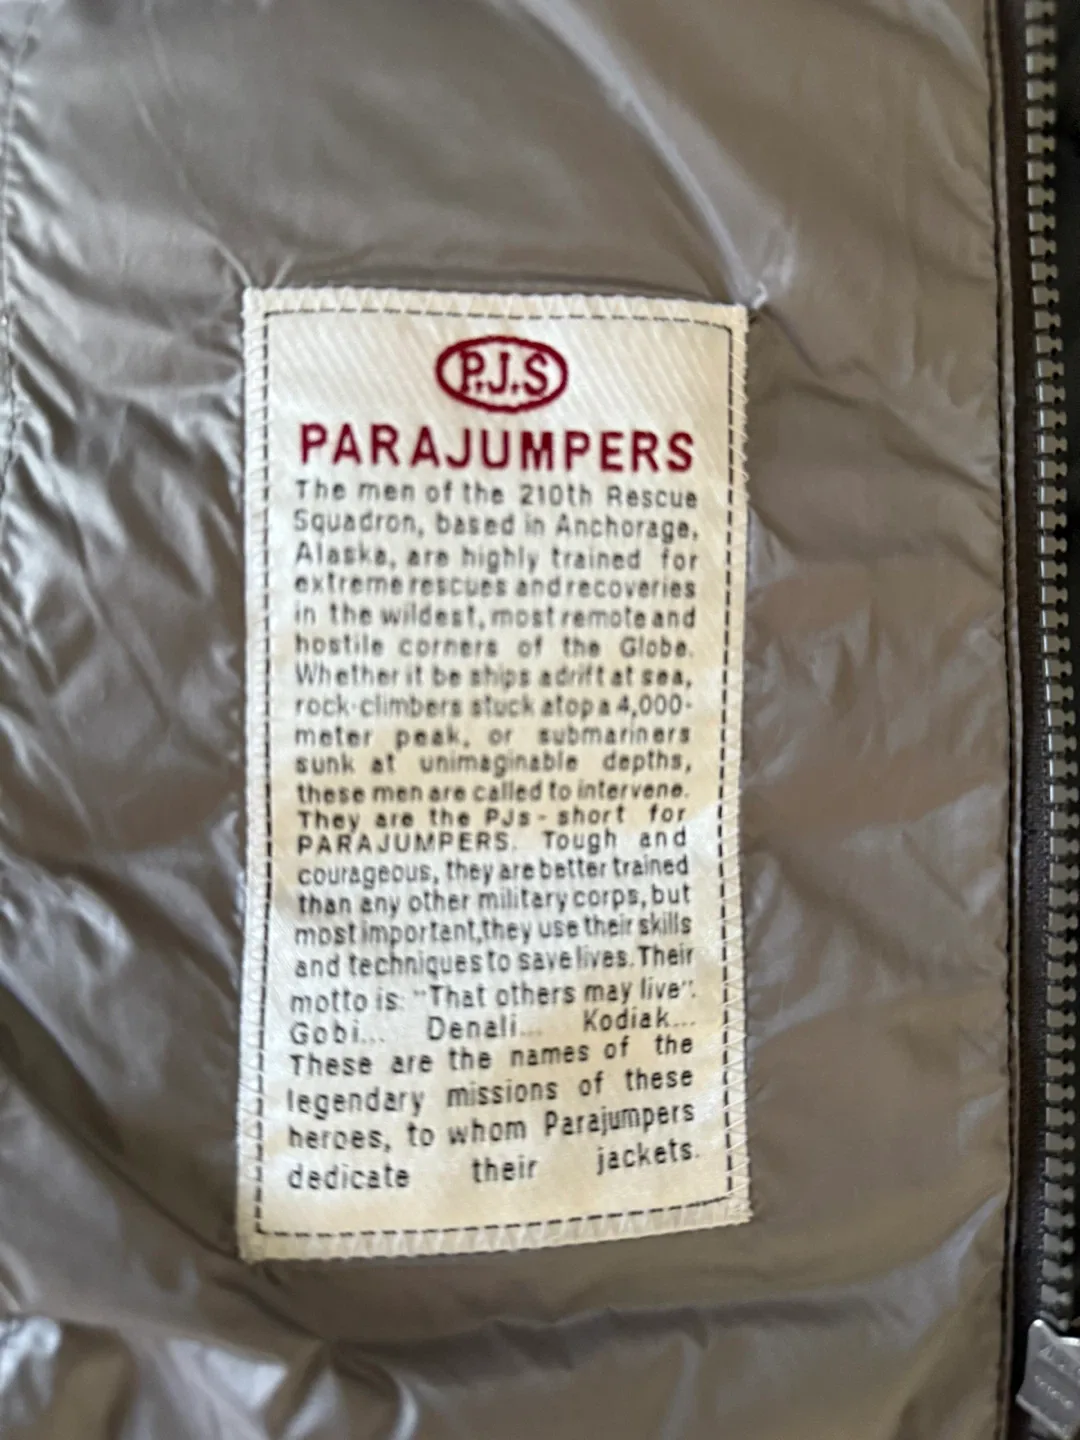 P.J.S
PARAJUMPERS
The men of the 210th Rescue
Squadron, based in Anchorage,
Alaska, are highly trained for
extreme rescues and recoveries
in the wildest, most remote and
hostile corners of the Globe.
Whether it be ships adrift at sea,
rock-climbers stuck atop a 4,000-
meter peak, or submariners
sunk at unimaginable depths,
these men are called to intervene.
They are the PJs - short for
PARAJUMPERS. Tough and
courageous, they are better trained
than any other military corps, but
most important,they use their skills
and techniques to save lives. Their
motto is: "That others may live".
Gobi... Denali... Kodiak...
These are the names of the
legendary missions of these
heroes, to whom Parajumpers
dedicate their jackets.